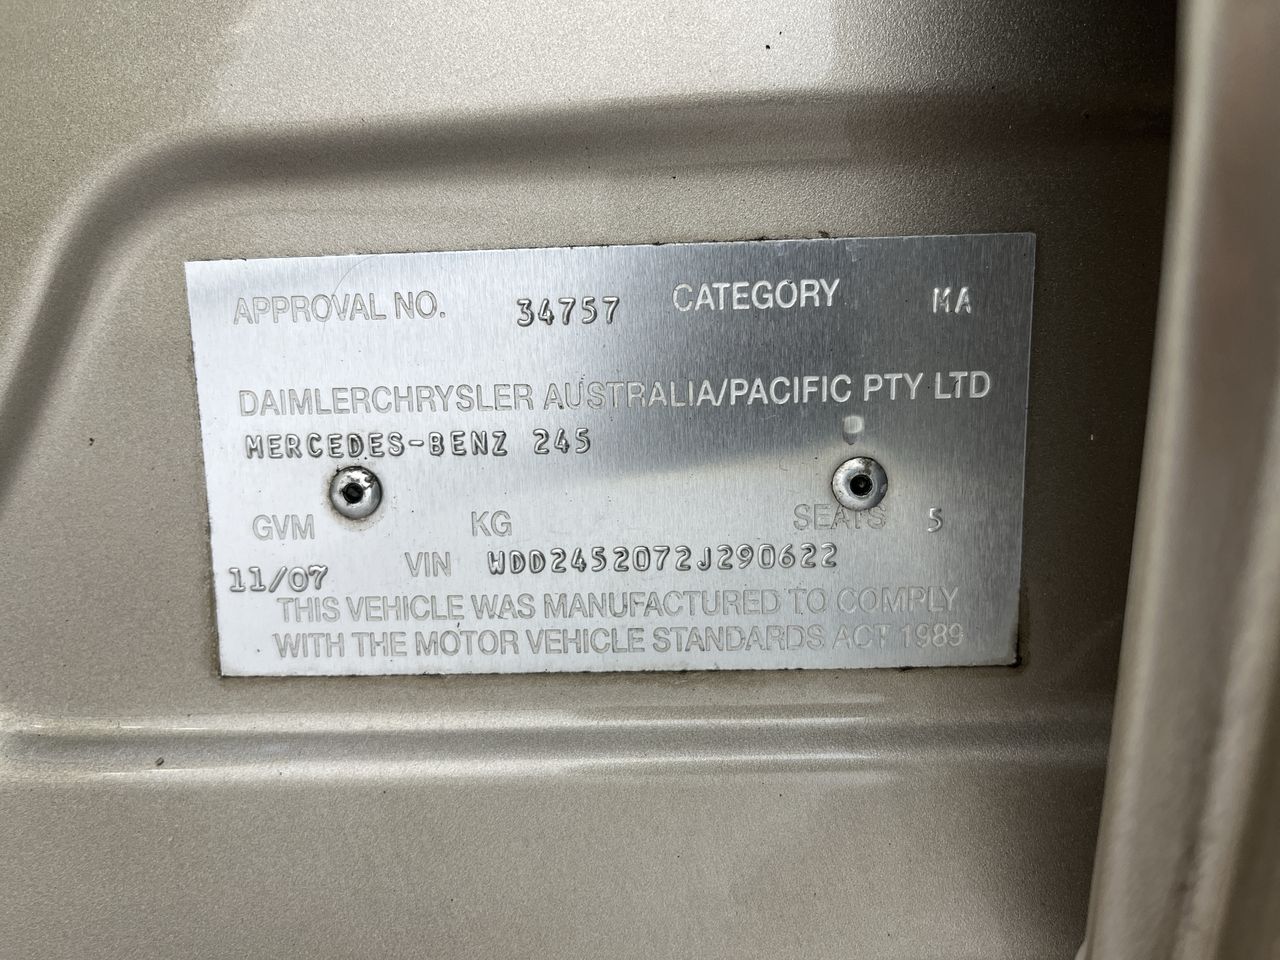 APPROVAL NO. 34757 CATEGORY MA
DAIMLERCHRYSLER AUSTRALIA/PACIFIC PTY LTD
MERCEDES-BENZ 245
GVM KG SEATS 5
11/07 VIN WDD2452072J290622
THIS VEHICLE WAS MANUFACTURED TO COMPLY
WITH THE MOTOR VEHICLE STANDARDS ACT 1989